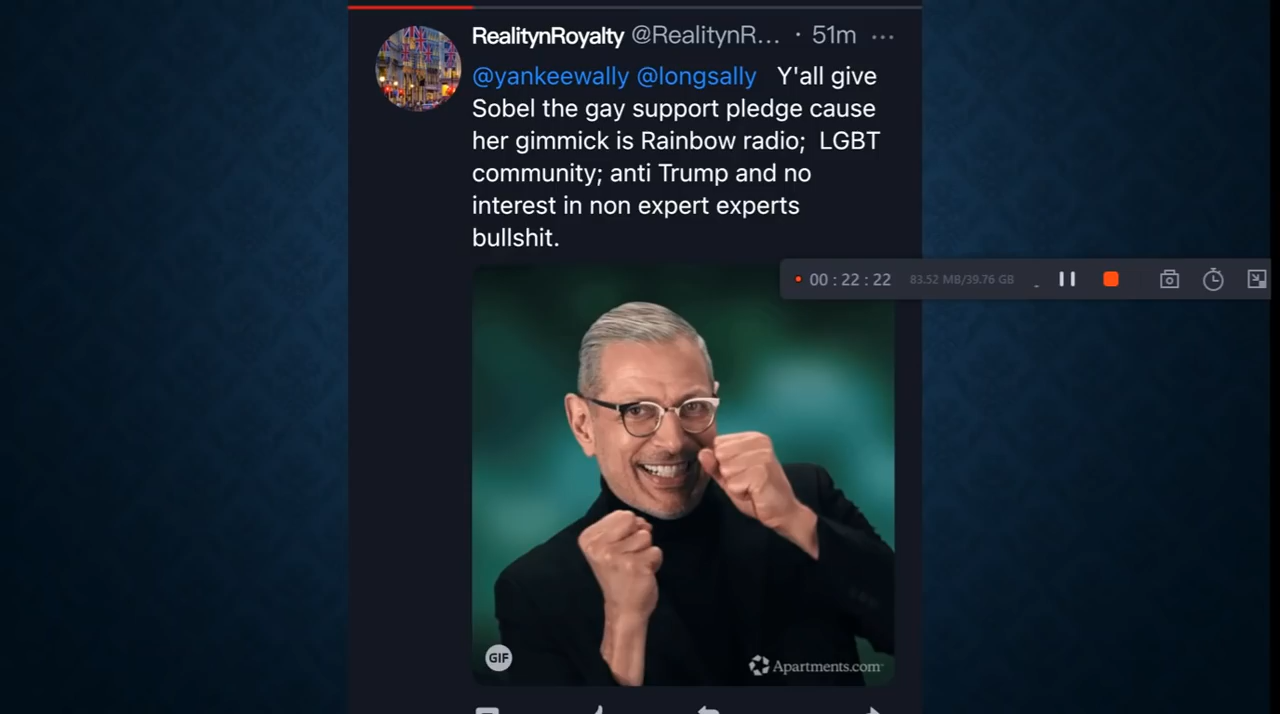 RealitynRoyalty @RealitynR... · 51m ...
@yankeewally @longsally Y'all give
Sobel the gay support pledge cause
her gimmick is Rainbow radio; LGBT
community; anti Trump and no
interest in non expert experts
bullshit.
00 : 22 : 22 83.52 MB/39.76 GB
GIF
Apartments.com